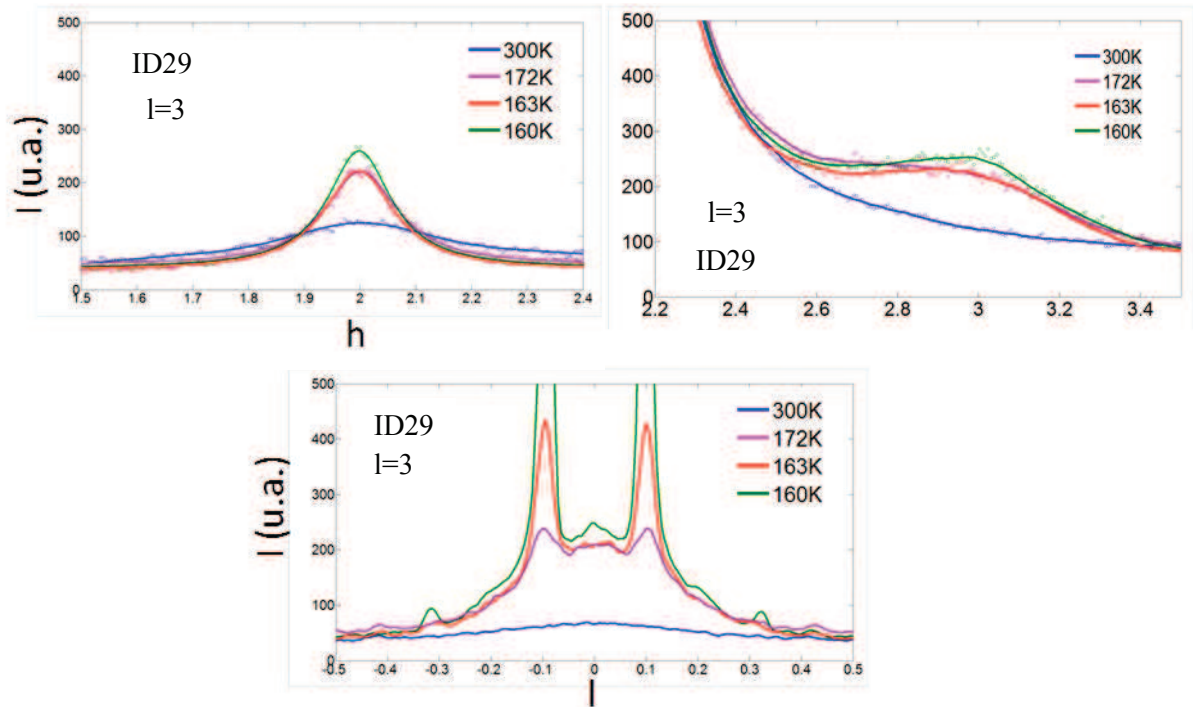 500
400
300
200
100
0
I (u.a.)
ID29
l=3
300K
172K
163K
160K
1.5 1.6 1.7 1.8 1.9 2 2.1 2.2 2.3 2.4
h
500
400
300
200
100
0
300K
172K
163K
160K
l=3
ID29
2.2 2.4 2.6 2.8 3 3.2 3.4
500
400
300
200
100
0
I (u.a.)
ID29
l=3
300K
172K
163K
160K
-0.5 -0.4 -0.3 -0.2 -0.1 0 0.1 0.2 0.3 0.4 0.5
l